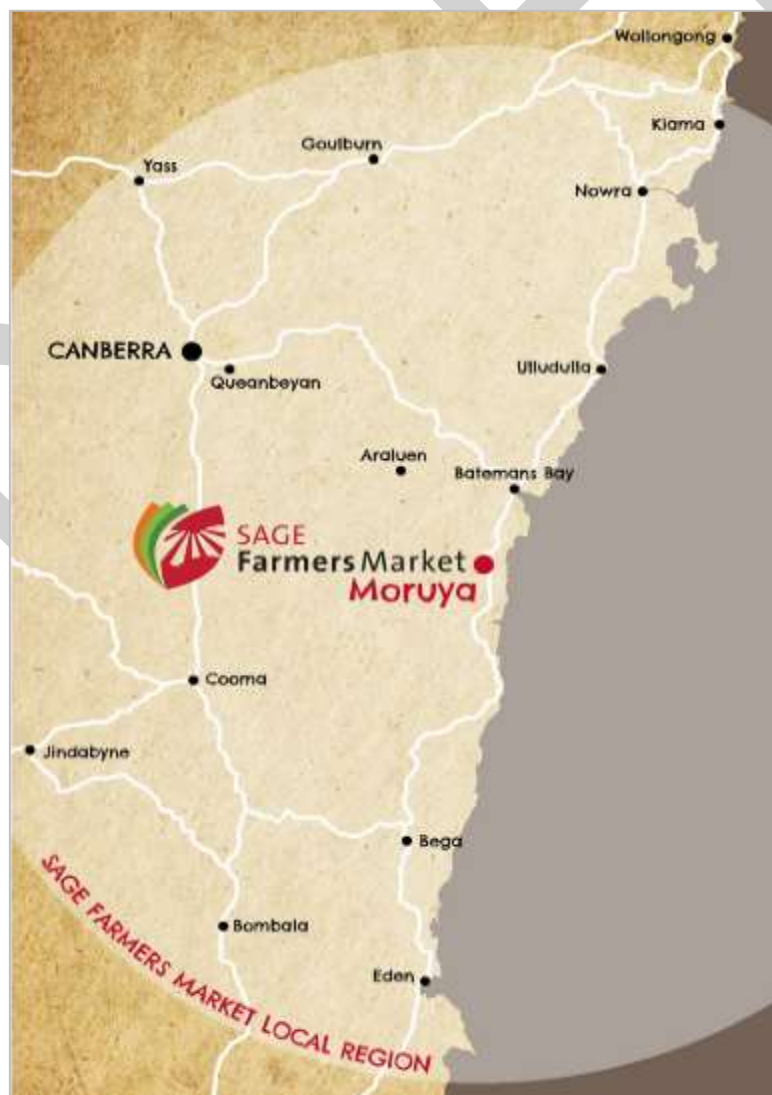 Wollongong
Kiama
Goulburn
Yass
Nowra
CANBERRA
Queanbeyan
Ulludulla
Araluen
Batemans Bay
SAGE
Farmers Market
Moruya
Cooma
Jindabyne
Bega
Bombala
Eden
SAGE FARMERS MARKET LOCAL REGION